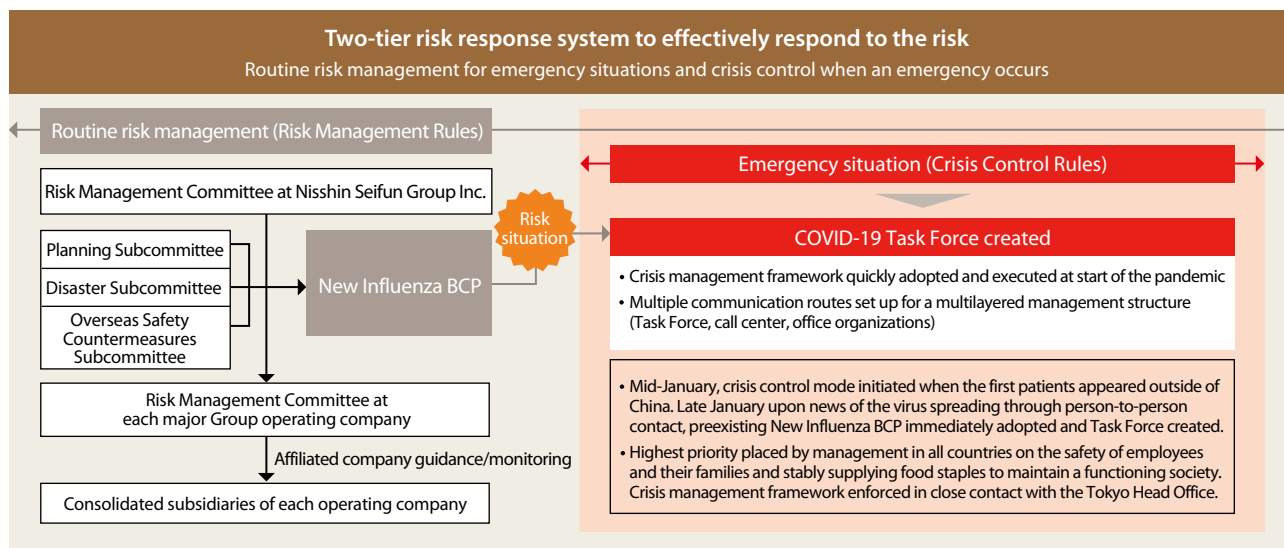 Two-tier risk response system to effectively respond to the risk
Routine risk management for emergency situations and crisis control when an emergency occurs
Routine risk management (Risk Management Rules)
Risk Management Committee at Nisshin Seifun Group Inc.
Planning Subcommittee
Disaster Subcommittee
Overseas Safety
Countermeasures
Subcommittee
New Influenza BCP
Risk
situation
Risk Management Committee at
each major Group operating company
Affiliated company guidance/monitoring
Consolidated subsidiaries of each operating company
Emergency situation (Crisis Control Rules)
COVID-19 Task Force created
• Crisis management framework quickly adopted and executed at start of the pandemic
• Multiple communication routes set up for a multilayered management structure
(Task Force, call center, office organizations)
• Mid-January, crisis control mode initiated when the first patients appeared outside of
China. Late January upon news of the virus spreading through person-to-person
contact, preexisting New Influenza BCP immediately adopted and Task Force created.
• Highest priority placed by management in all countries on the safety of employees
and their families and stably supplying food staples to maintain a functioning society.
Crisis management framework enforced in close contact with the Tokyo Head Office.